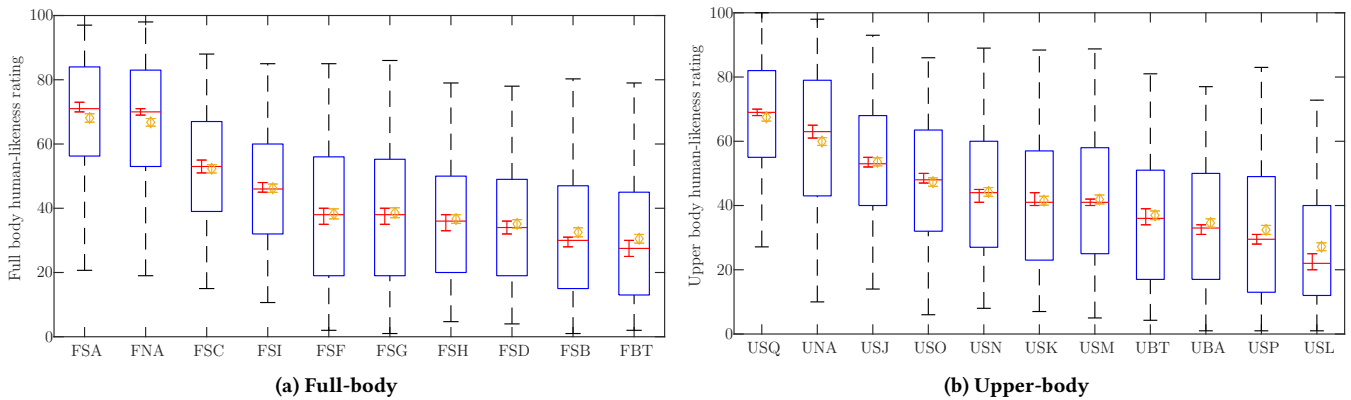 Full body human-likeness rating
100
80
60
40
20
0
FSA FNA FSC FSI FSF FSG FSH FSD FSB FBT
(a) Full-body
Upper body human-likeness rating
100
80
60
40
20
0
USQ UNA USJ USO USN USK USM UBT UBA USP USL
(b) Upper-body